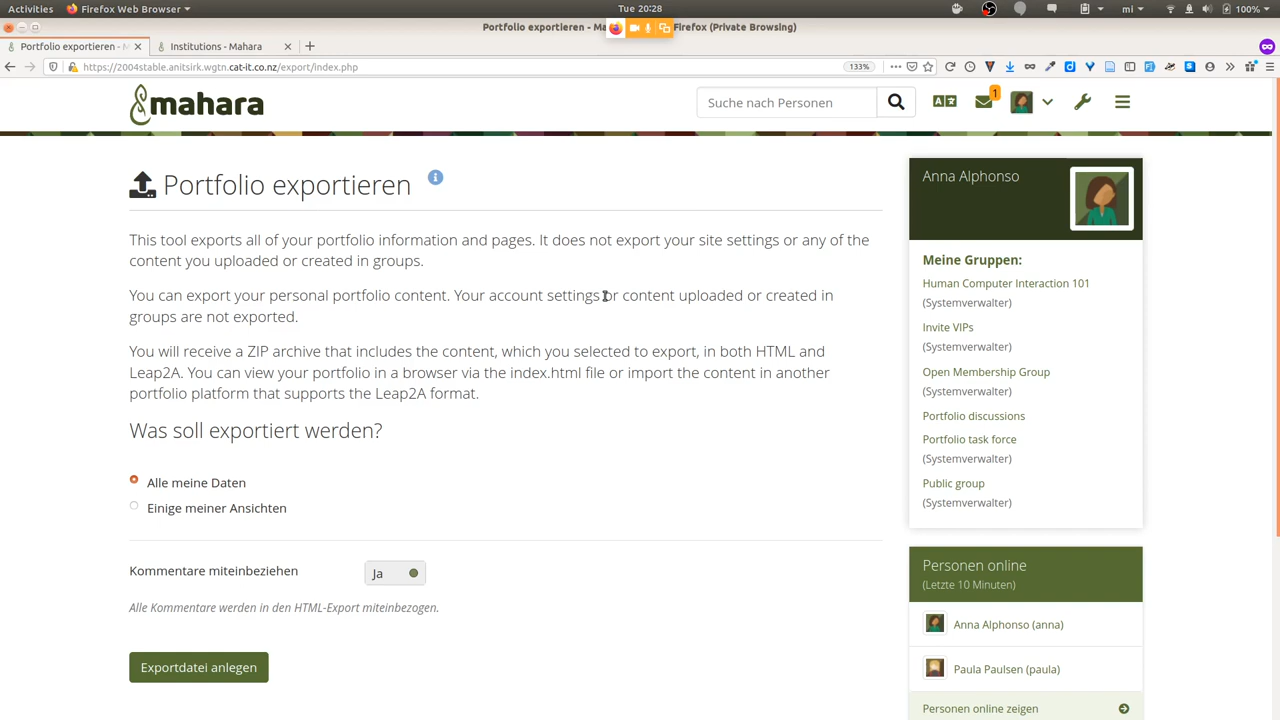 Activities
Firefox Web Browser
Tue 20:28
mi
100%
Portfolio exportieren - Ma
Firefox (Private Browsing)
Portfolio exportieren - M
Institutions - Mahara
https://2004stable.anitsirk.wgtn.cat-it.co.nz/export/index.php
133%
mahara
Suche nach Personen
1
Portfolio exportieren
This tool exports all of your portfolio information and pages. It does not export your site settings or any of the
content you uploaded or created in groups.
You can export your personal portfolio content. Your account settings or content uploaded or created in
groups are not exported.
You will receive a ZIP archive that includes the content, which you selected to export, in both HTML and
Leap2A. You can view your portfolio in a browser via the index.html file or import the content in another
portfolio platform that supports the Leap2A format.
Was soll exportiert werden?
Alle meine Daten
Einige meiner Ansichten
Kommentare miteinbeziehen
Ja
Alle Kommentare werden in den HTML-Export miteinbezogen.
Exportdatei anlegen
Anna Alphonso
Meine Gruppen:
Human Computer Interaction 101
(Systemverwalter)
Invite VIPs
(Systemverwalter)
Open Membership Group
(Systemverwalter)
Portfolio discussions
Portfolio task force
(Systemverwalter)
Public group
(Systemverwalter)
Personen online
(Letzte 10 Minuten)
Anna Alphonso (anna)
Paula Paulsen (paula)
Personen online zeigen